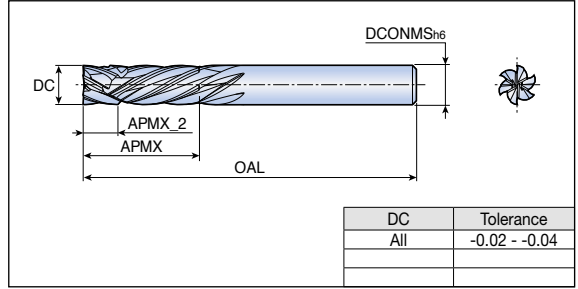 DCONMSh6
DC
APMX_2
APMX
OAL
DC Tolerance
All -0.02 - -0.04